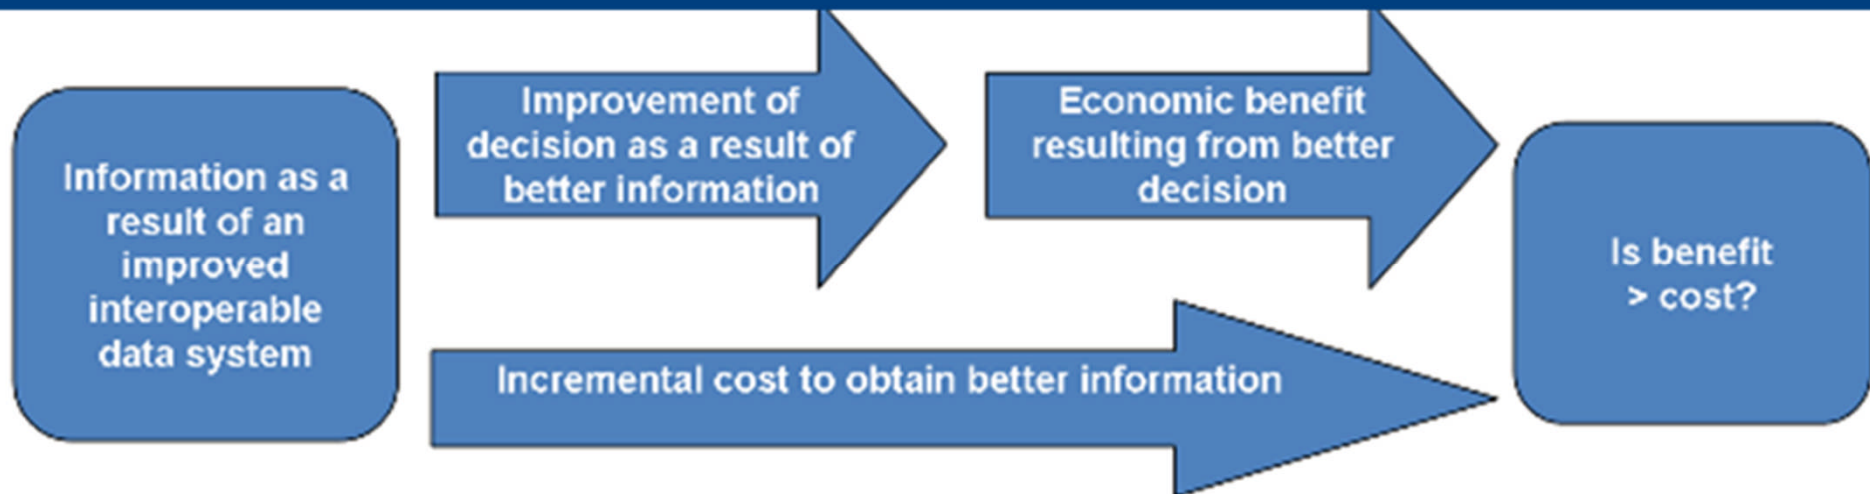 Information as a
result of an
improved
interoperable
data system
Improvement of
decision as a result of
better information
Economic benefit
resulting from better
decision
Incremental cost to obtain better information
Is benefit
> cost?